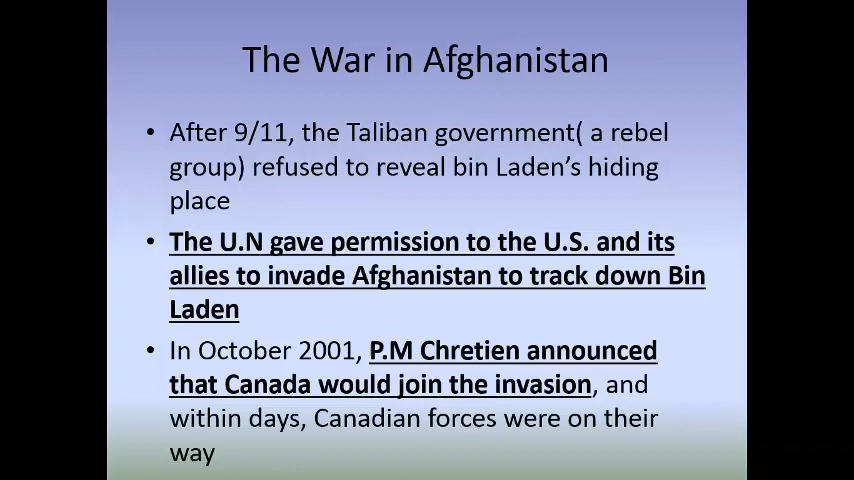 The War in Afghanistan
• After 9/11, the Taliban government( a rebel
group) refused to reveal bin Laden's hiding
place
• The U.N gave permission to the U.S. and its
allies to invade Afghanistan to track down Bin
Laden
• In October 2001, P.M Chretien announced
that Canada would join the invasion, and
within days, Canadian forces were on their
way